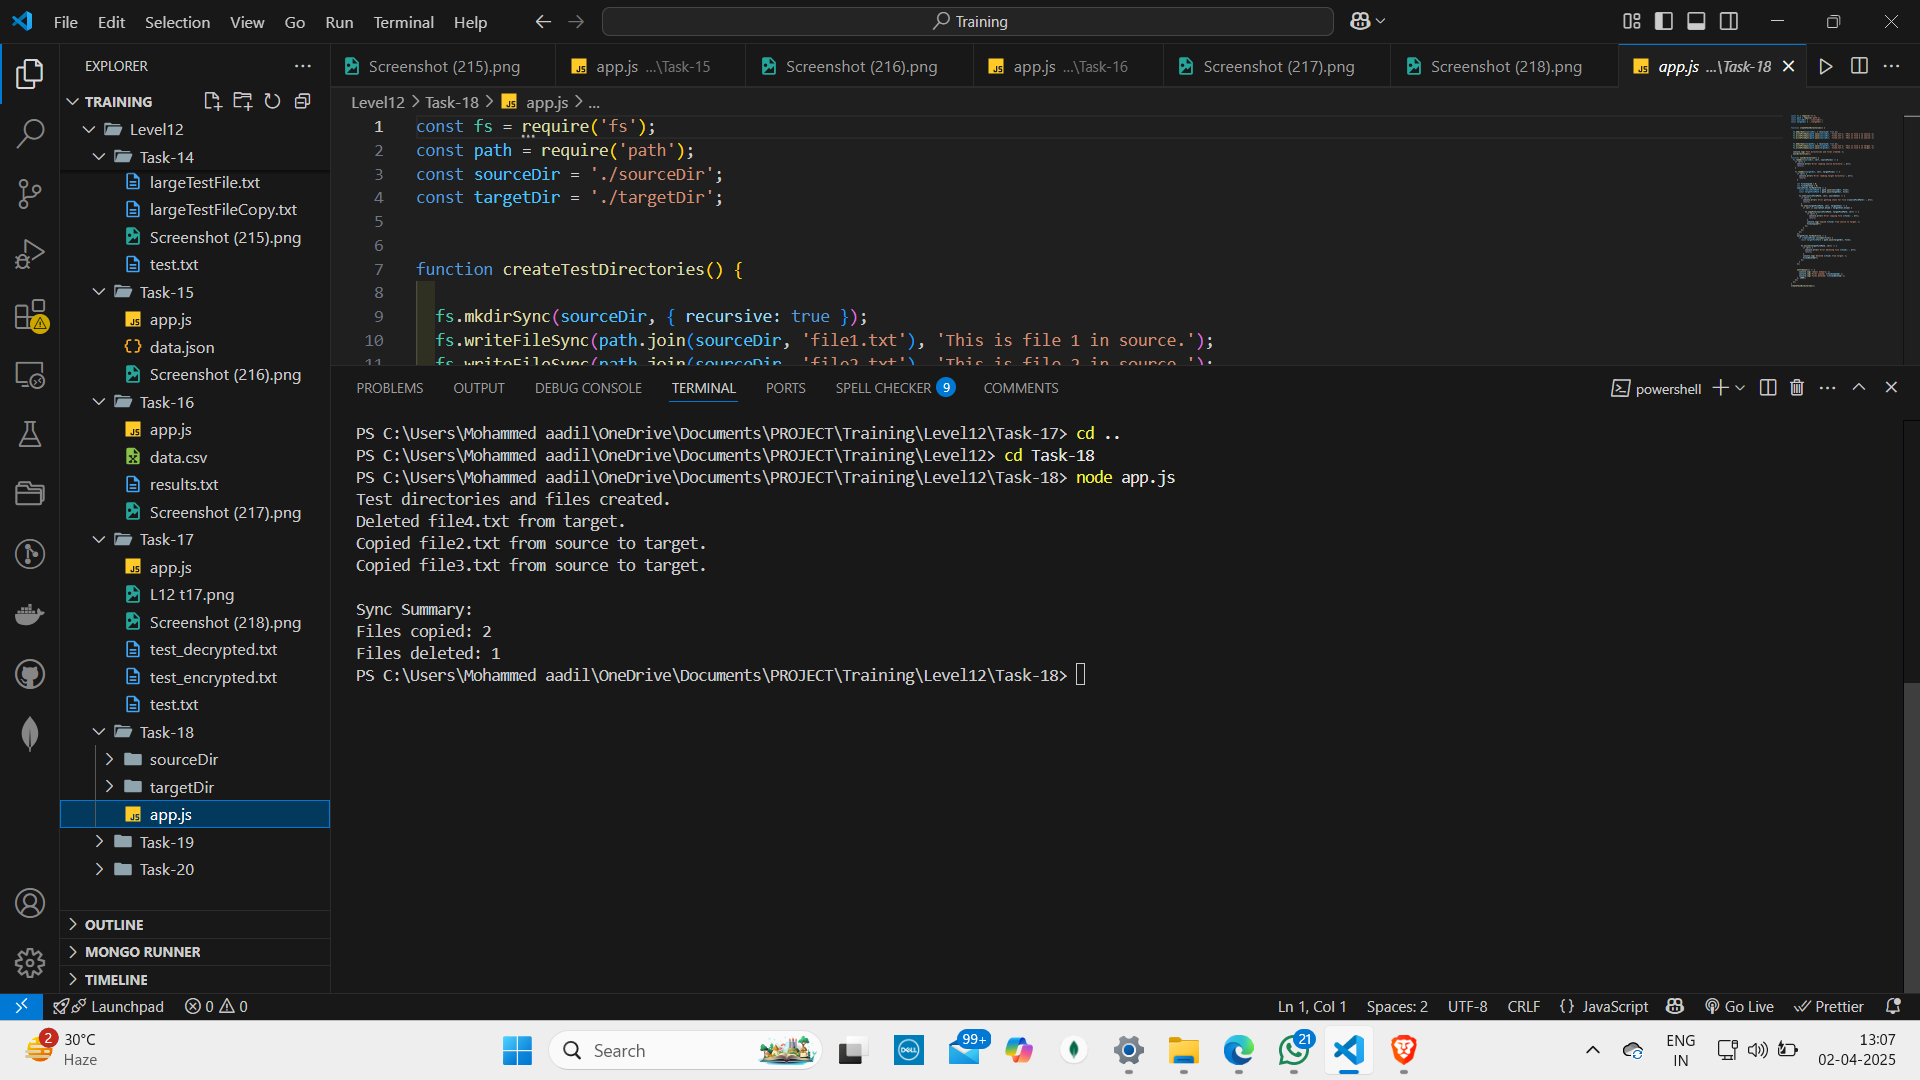 File Edit Selection View Go Run Terminal Help
Training
EXPLORER
TRAINING
Level12
Task-14
largeTestFile.txt
largeTestFileCopy.txt
Screenshot (215).png
test.txt
Task-15
app.js
data.json
Screenshot (216).png
Task-16
app.js
data.csv
results.txt
Screenshot (217).png
Task-17
app.js
L12 t17.png
Screenshot (218).png
test_decrypted.txt
test_encrypted.txt
test.txt
Task-18
sourceDir
targetDir
app.js
Task-19
Task-20
OUTLINE
MONGO RUNNER
TIMELINE
Screenshot (215).png
app.js ...\Task-15
Screenshot (216).png
app.js ...\Task-16
Screenshot (217).png
Screenshot (218).png
app.js ...\Task-18
Level12 > Task-18 > app.js > ...
1 const fs = require('fs');
2 const path = require('path');
3 const sourceDir = './sourceDir';
4 const targetDir = './targetDir';
5
6
7 function createTestDirectories() {
8
9 fs.mkdirSync(sourceDir, { recursive: true });
10 fs.writeFileSync(path.join(sourceDir, 'file1.txt'), 'This is file 1 in source.');
11 fs.writeFileSync(path.join(sourceDir, 'file2.txt'), 'This is file 2 in source.');
PROBLEMS OUTPUT DEBUG CONSOLE TERMINAL PORTS SPELL CHECKER 9 COMMENTS
powershell
PS C:\Users\Mohammed aadil\OneDrive\Documents\PROJECT\Training\Level12\Task-17> cd ..
PS C:\Users\Mohammed aadil\OneDrive\Documents\PROJECT\Training\Level12> cd Task-18
PS C:\Users\Mohammed aadil\OneDrive\Documents\PROJECT\Training\Level12\Task-18> node app.js
Test directories and files created.
Deleted file4.txt from target.
Copied file2.txt from source to target.
Copied file3.txt from source to target.
Sync Summary:
Files copied: 2
Files deleted: 1
PS C:\Users\Mohammed aadil\OneDrive\Documents\PROJECT\Training\Level12\Task-18>
Launchpad 0 0
Ln 1, Col 1 Spaces: 2 UTF-8 CRLF {} JavaScript Go Live Prettier
2
30°C
Haze
Search
DELL
99+
21
ENG
IN
13:07
02-04-2025